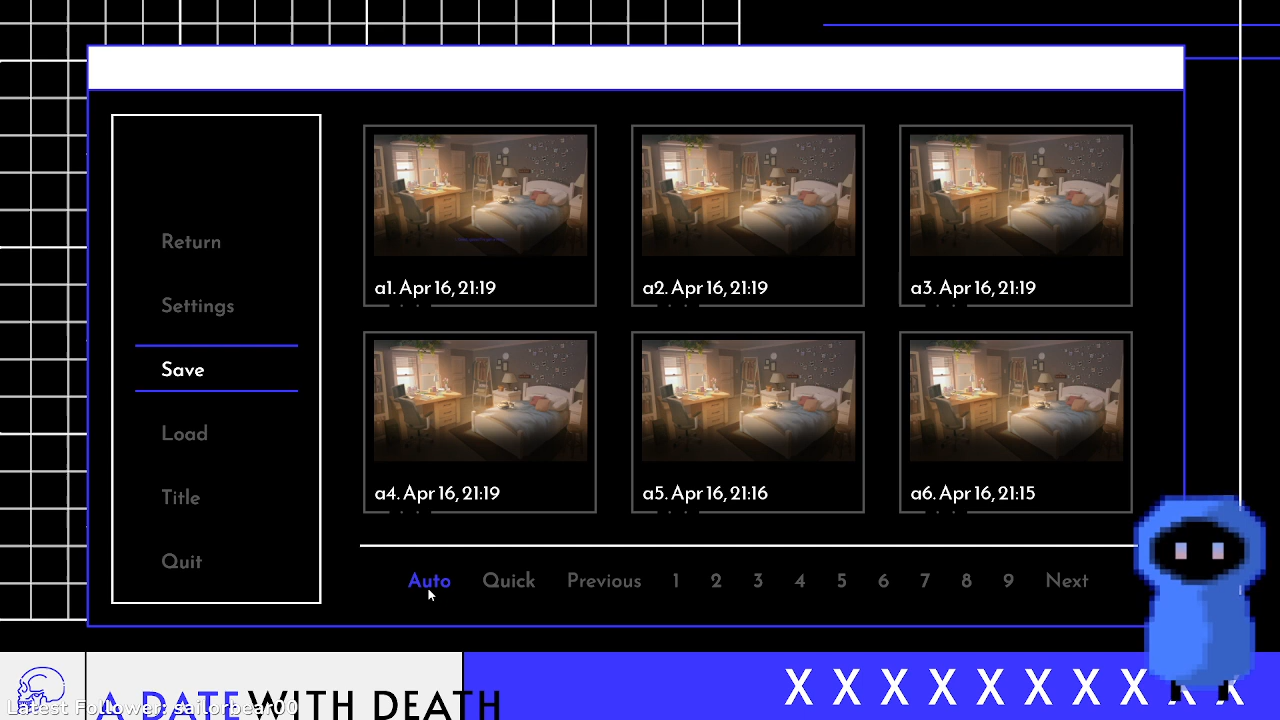 Return
Settings
Save
Load
Title
Quit
a1. Apr 16, 21:19
a2. Apr 16, 21:19
a3. Apr 16, 21:19
a4. Apr 16, 21:19
a5. Apr 16, 21:16
a6. Apr 16, 21:15
Auto Quick Previous 1 2 3 4 5 6 7 8 9 Next
A DATE WITH DEATH
X X X X X X X X X X
Latest Follower: sailorbear00